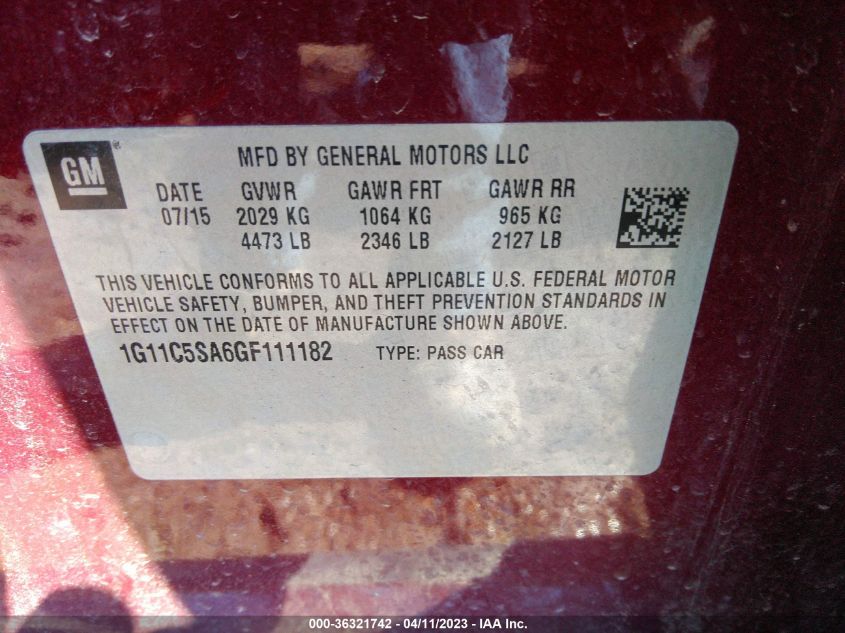 GM ®
MFD BY GENERAL MOTORS LLC
DATE GVWR GAWR FRT GAWR RR
07/15 2029 KG 1064 KG 965 KG
4473 LB 2346 LB 2127 LB
THIS VEHICLE CONFORMS TO ALL APPLICABLE U.S. FEDERAL MOTOR
VEHICLE SAFETY, BUMPER, AND THEFT PREVENTION STANDARDS IN
EFFECT ON THE DATE OF MANUFACTURE SHOWN ABOVE.
1G11C5SA6GF111182 TYPE: PASS CAR
000-36321742 - 04/11/2023 - IAA Inc.